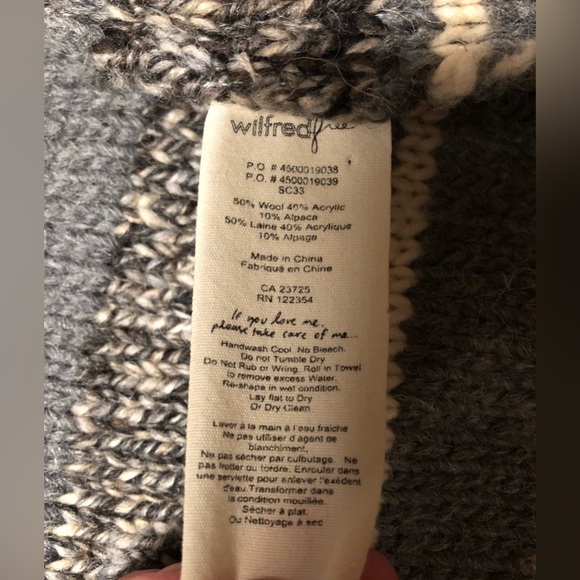 wilfredfree
P.O. # 4500019038
P.O. # 4500019039
SC33
50% Wool 40% Acrylic
10% Alpaca
50% Laine 40% Acrylique
10% Alpaga
Made in China
Fabriqué en Chine
CA 23725
RN 122354
If you love me,
please take care of me...
Handwash Cool. No Bleach.
Do not Tumble Dry
Do Not Rub or Wring. Roll in Towel
to remove excess Water.
Re-shape in wet condition.
Lay flat to Dry
Or Dry Clean
Laver à la main à l'eau fraîche
Ne pas utiliser d'agent de
blanchiment.
Ne pas sécher par culbutage. Ne
pas frotter ou tordre. Enrouler dans
une serviette pour enlever l'exédent
d'eau.Transformer dans
la condition mouillée.
Sécher à plat.
Ou Nettoyage à sec